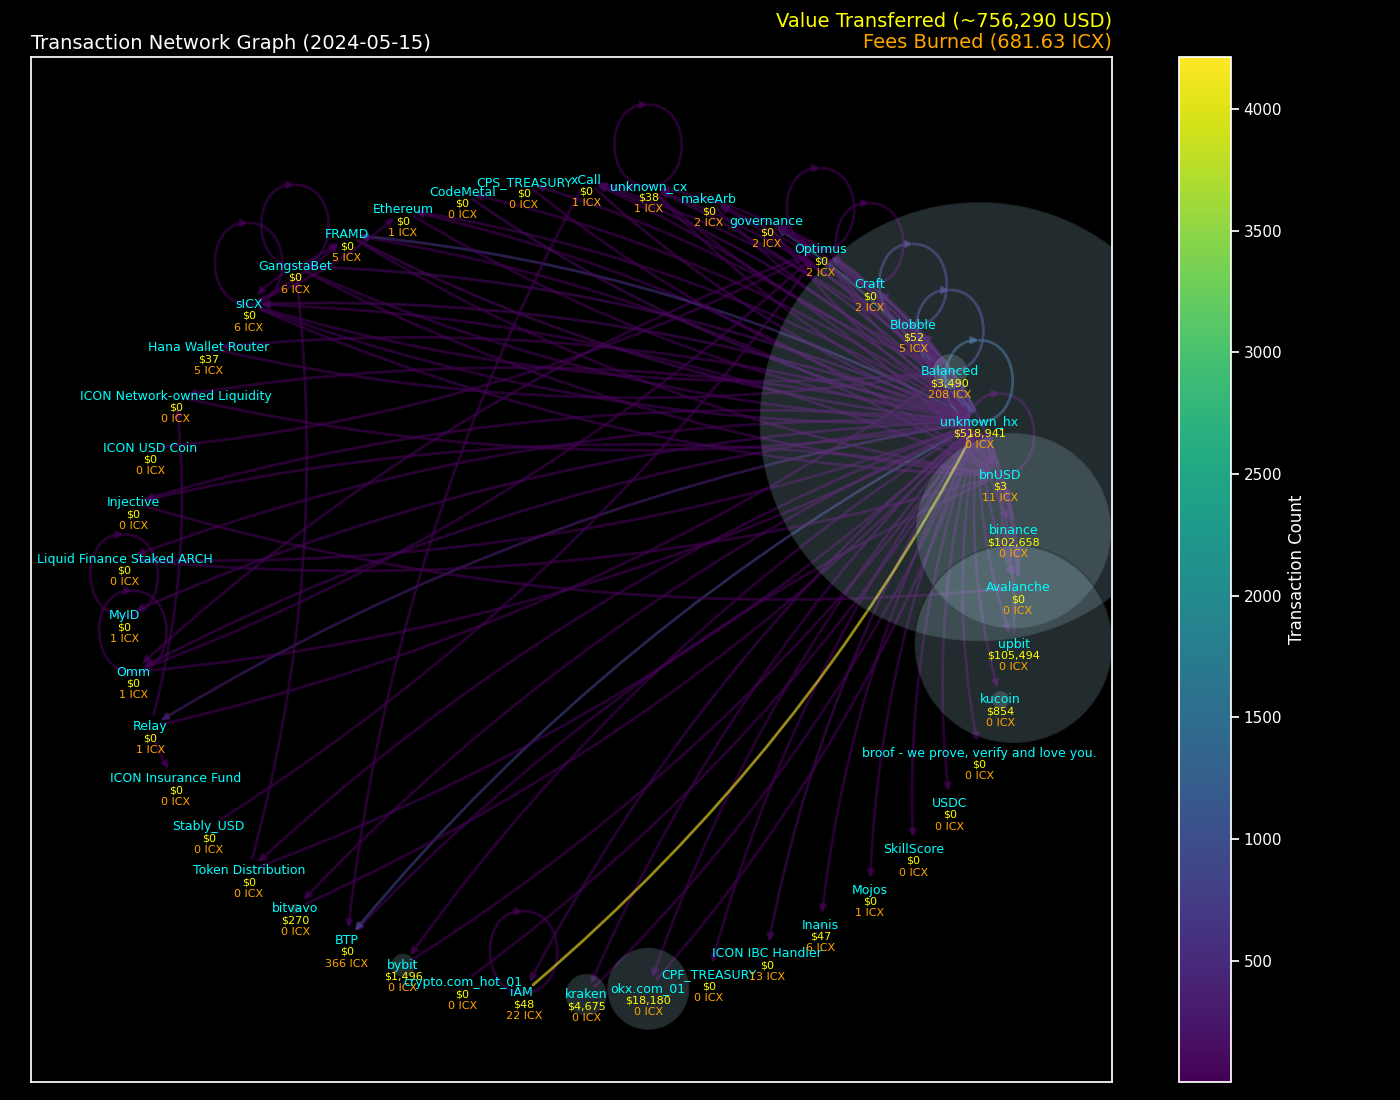 Value Transferred (~756,290 USD)
Transaction Network Graph (2024-05-15)
Fees Burned (681.63 ICX)
CPS_TREASURY
$0
0 ICX
xCall
$0
1 ICX
unknown_cx
$38
1 ICX
CodeMetal
$0
0 ICX
makeArb
$0
2 ICX
Ethereum
$0
1 ICX
governance
$0
2 ICX
FRAMD
$0
5 ICX
Optimus
$0
2 ICX
GangstaBet
$0
6 ICX
Craft
$0
2 ICX
sICX
$0
6 ICX
Blobble
$52
5 ICX
Hana Wallet Router
$37
5 ICX
Balanced
$3,490
208 ICX
ICON Network-owned Liquidity
$0
0 ICX
unknown_hx
$518,941
0 ICX
ICON USD Coin
$0
0 ICX
bnUSD
$3
11 ICX
Injective
$0
0 ICX
binance
$102,658
0 ICX
Liquid Finance Staked ARCH
$0
0 ICX
Avalanche
$0
0 ICX
MyID
$0
1 ICX
upbit
$105,494
0 ICX
Omm
$0
1 ICX
kucoin
$854
0 ICX
Relay
$0
1 ICX
broof - we prove, verify and love you.
$0
0 ICX
ICON Insurance Fund
$0
0 ICX
USDC
$0
0 ICX
Stably_USD
$0
0 ICX
SkillScore
$0
0 ICX
Token Distribution
$0
0 ICX
Mojos
$0
1 ICX
bitvavo
$270
0 ICX
Inanis
$47
6 ICX
BTP
$0
366 ICX
ICON IBC Handler
$0
13 ICX
bybit
$1,496
0 ICX
CPF_TREASURY
$0
0 ICX
crypto.com_hot_01
$0
0 ICX
iAM
$48
22 ICX
kraken
$4,675
0 ICX
okx.com_01
$18,180
0 ICX
4000
3500
3000
2500
2000
1500
1000
500
Transaction Count